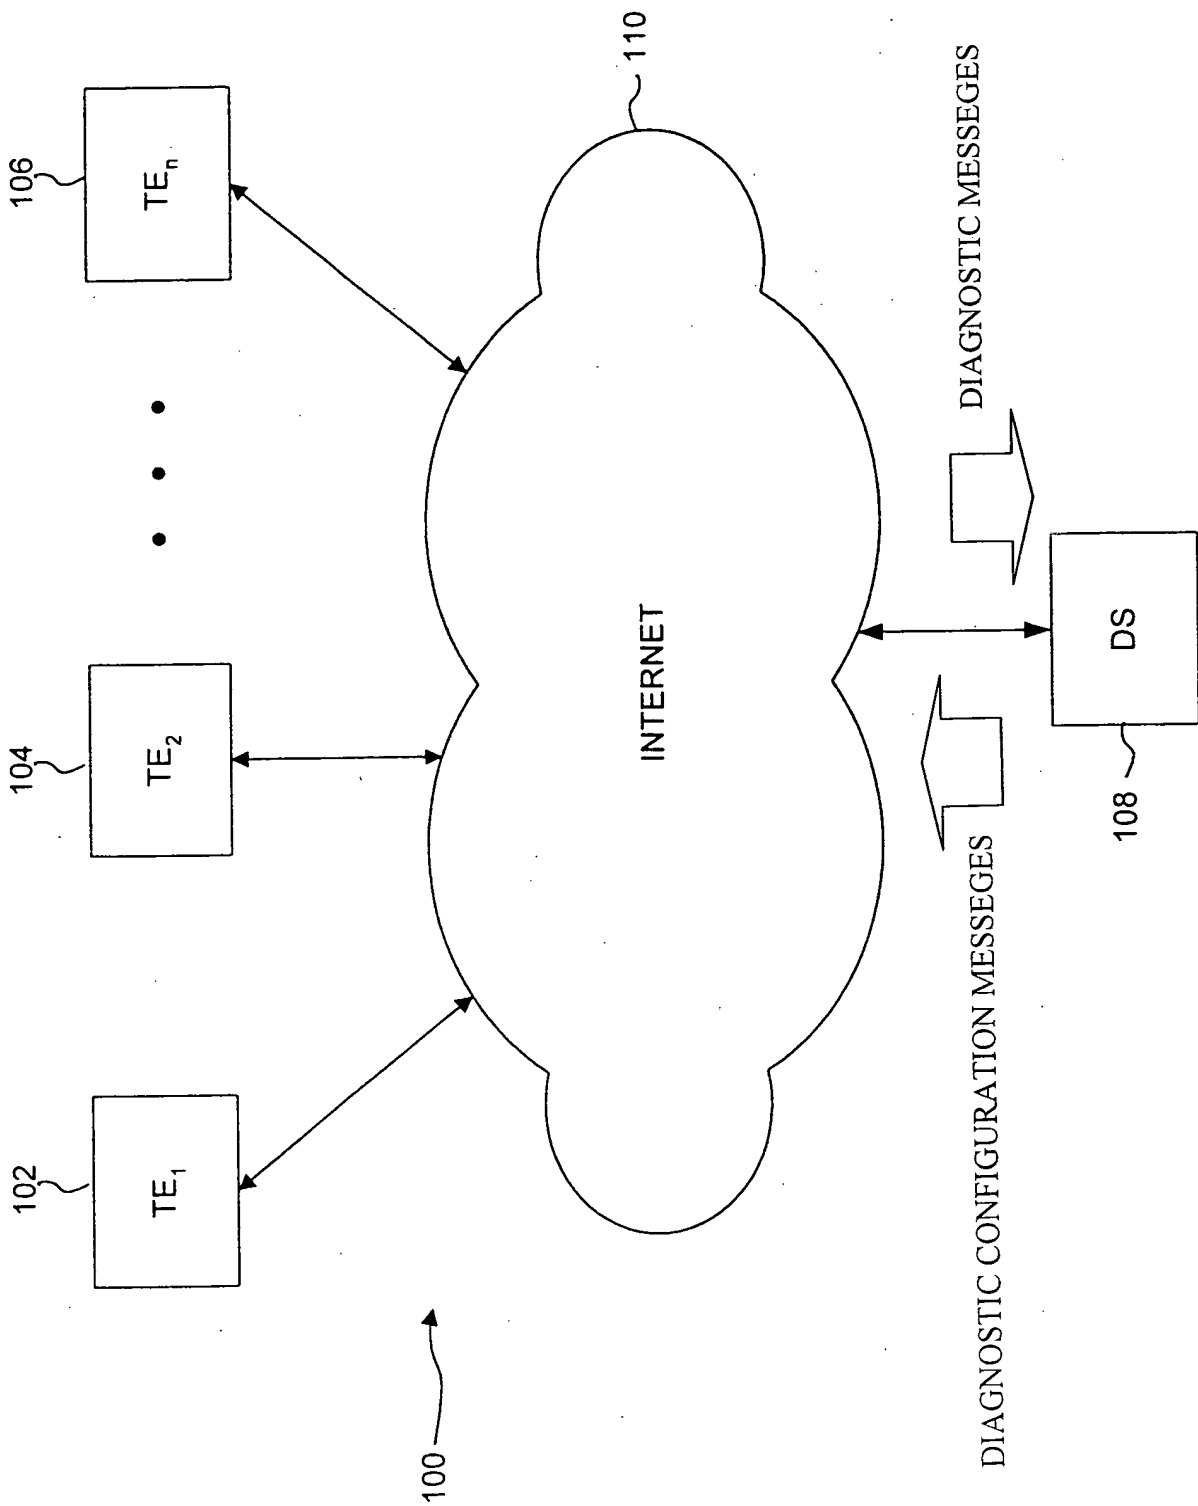 102
104
106
TE₁
TE₂
TEₙ
INTERNET
110
100
DIAGNOSTIC CONFIGURATION MESSEGES
DIAGNOSTIC MESSEGES
DS
108